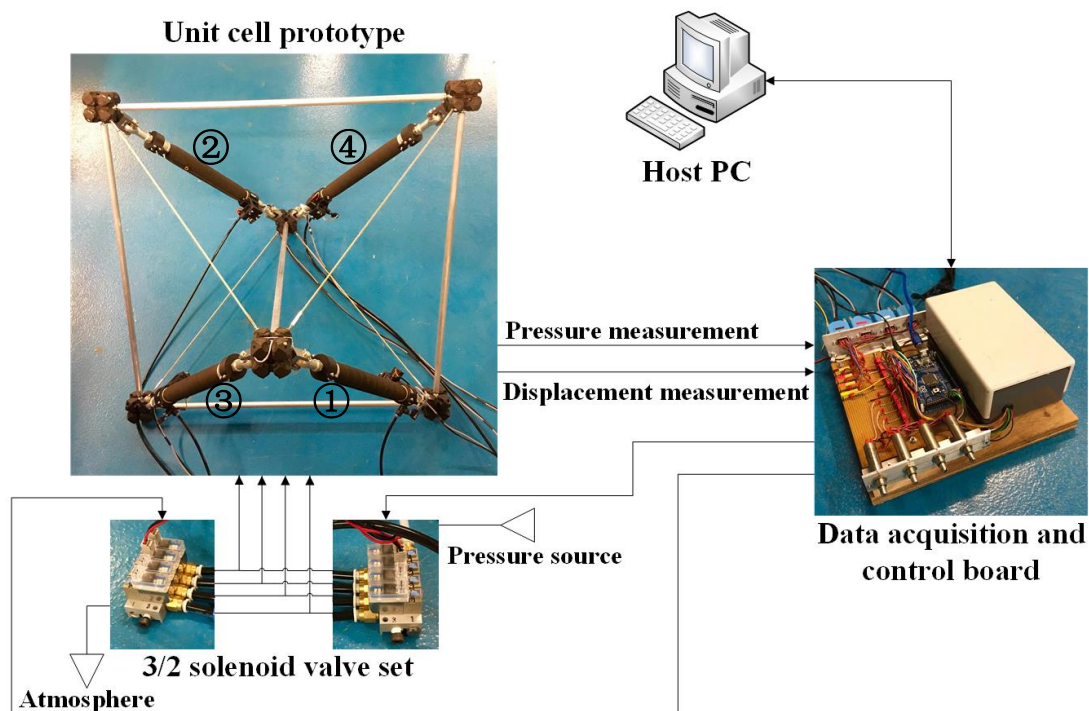 Unit cell prototype
②
④
③
①
Host PC
Pressure measurement
Displacement measurement
Pressure source
Data acquisition and
control board
3/2 solenoid valve set
Atmosphere